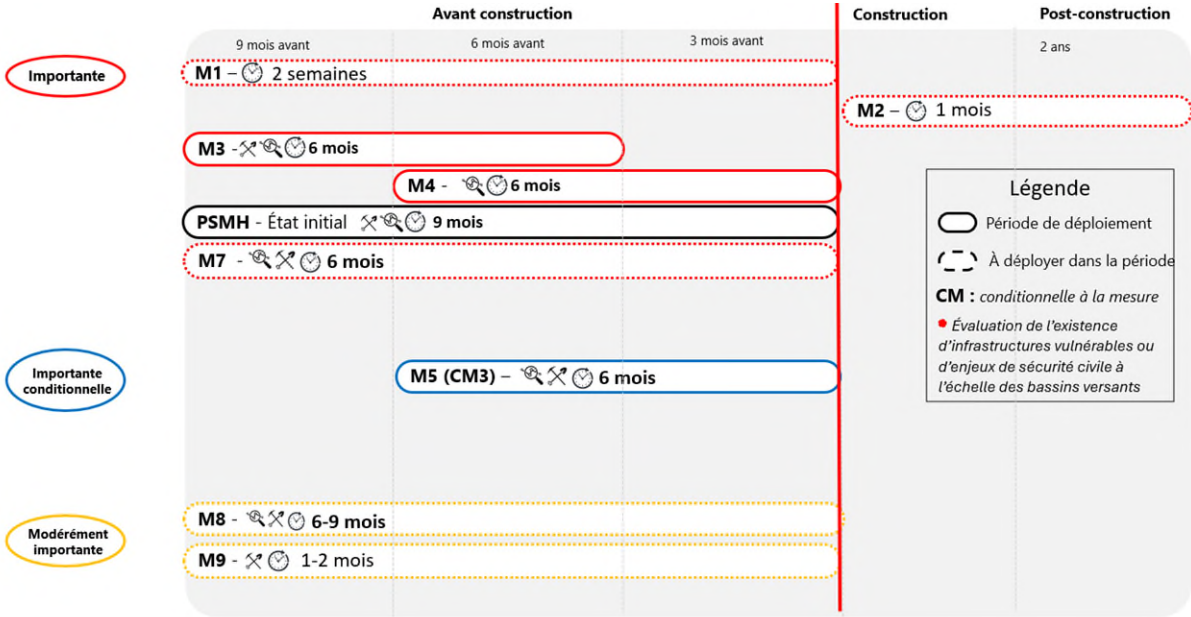 Avant construction
Construction
Post-construction
9 mois avant
6 mois avant
3 mois avant
2 ans
Importante
M1 – 2 semaines
M2 – 1 mois
M3 - 6 mois
M4 - 6 mois
PSMH - État initial 9 mois
M7 - 6 mois
Légende
Période de déploiement
À déployer dans la période
CM : conditionnelle à la mesure
* Évaluation de l'existence
d'infrastructures vulnérables ou
d'enjeux de sécurité civile à
l'échelle des bassins versants
Importante
conditionnelle
M5 (CM3) – 6 mois
Modérément
importante
M8 - 6-9 mois
M9 - 1-2 mois